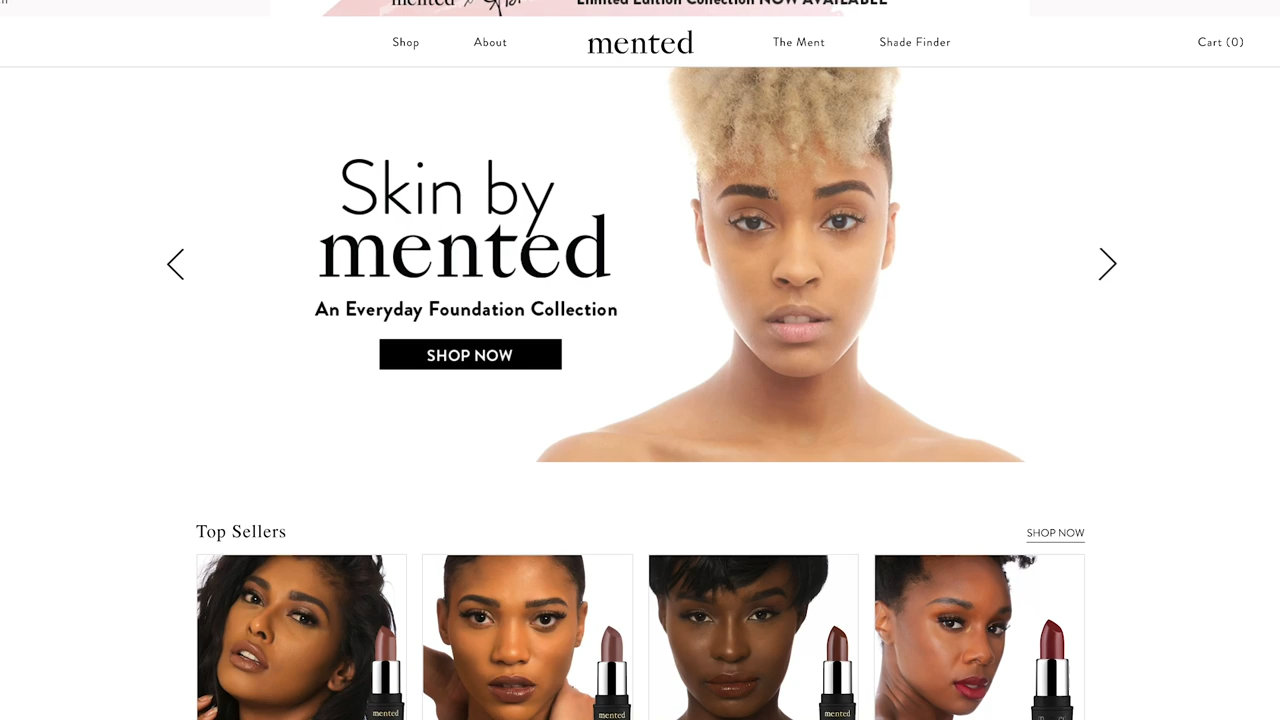 mented
Limited Edition Collection NOW AVAILABLE
Shop
About
mented
The Ment
Shade Finder
Cart (0)
Skin by
mented
An Everyday Foundation Collection
SHOP NOW
Top Sellers
SHOP NOW
mented
mented
mented